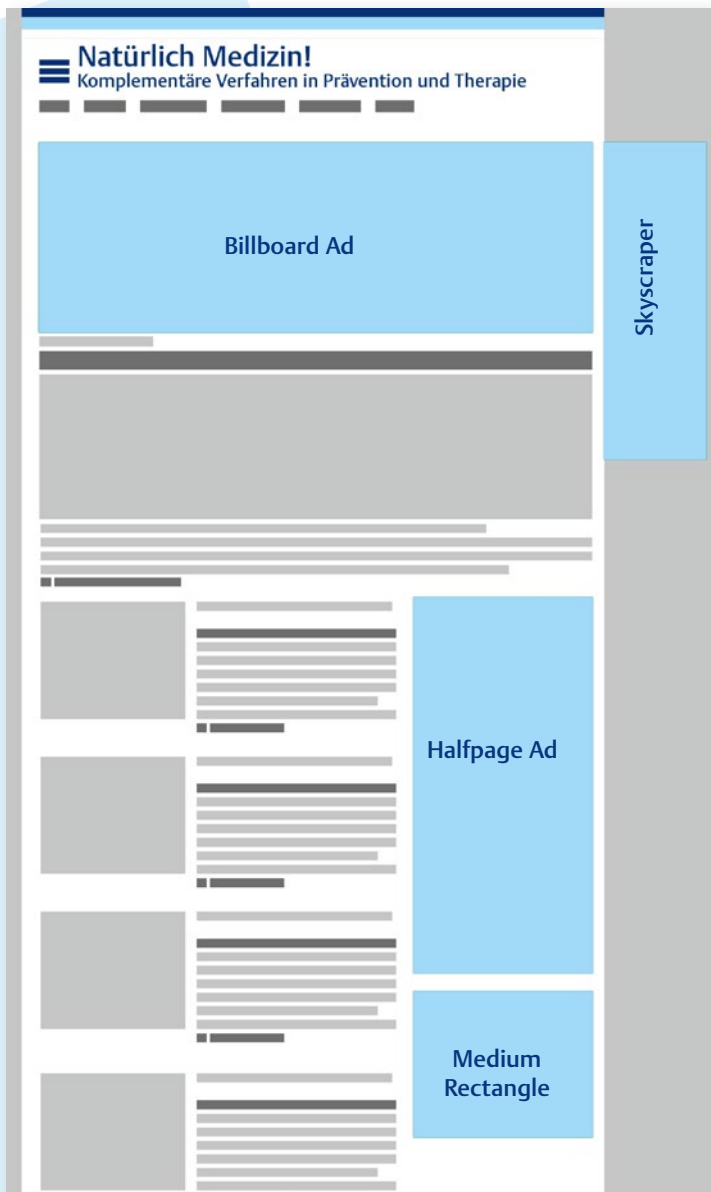 Natürlich Medizin!
Komplementäre Verfahren in Prävention und Therapie
Billboard Ad
Skyscraper
Halfpage Ad
Medium
Rectangle